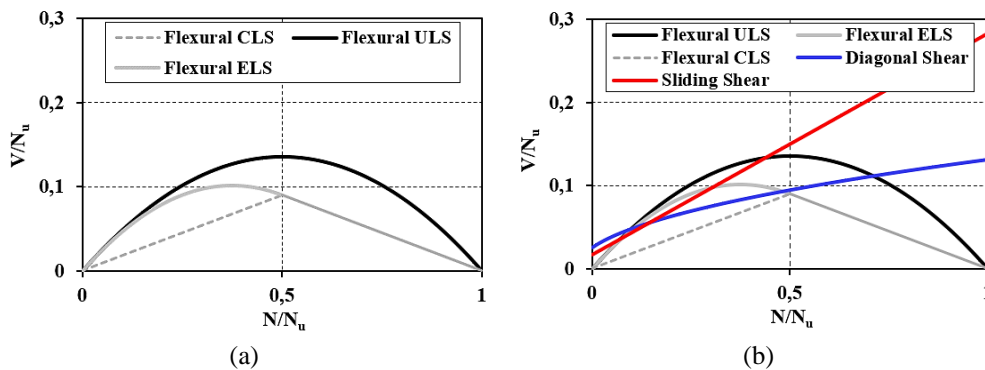 0,3
Flexural CLS
Flexural ULS
Flexural ELS
0,2
V/Nu
0,1
0
0
0,5
1
N/Nu
(a)
0,3
Flexural ULS
Flexural ELS
Flexural CLS
Diagonal Shear
Sliding Shear
0,2
V/Nu
0,1
0
0
0,5
1
N/Nu
(b)